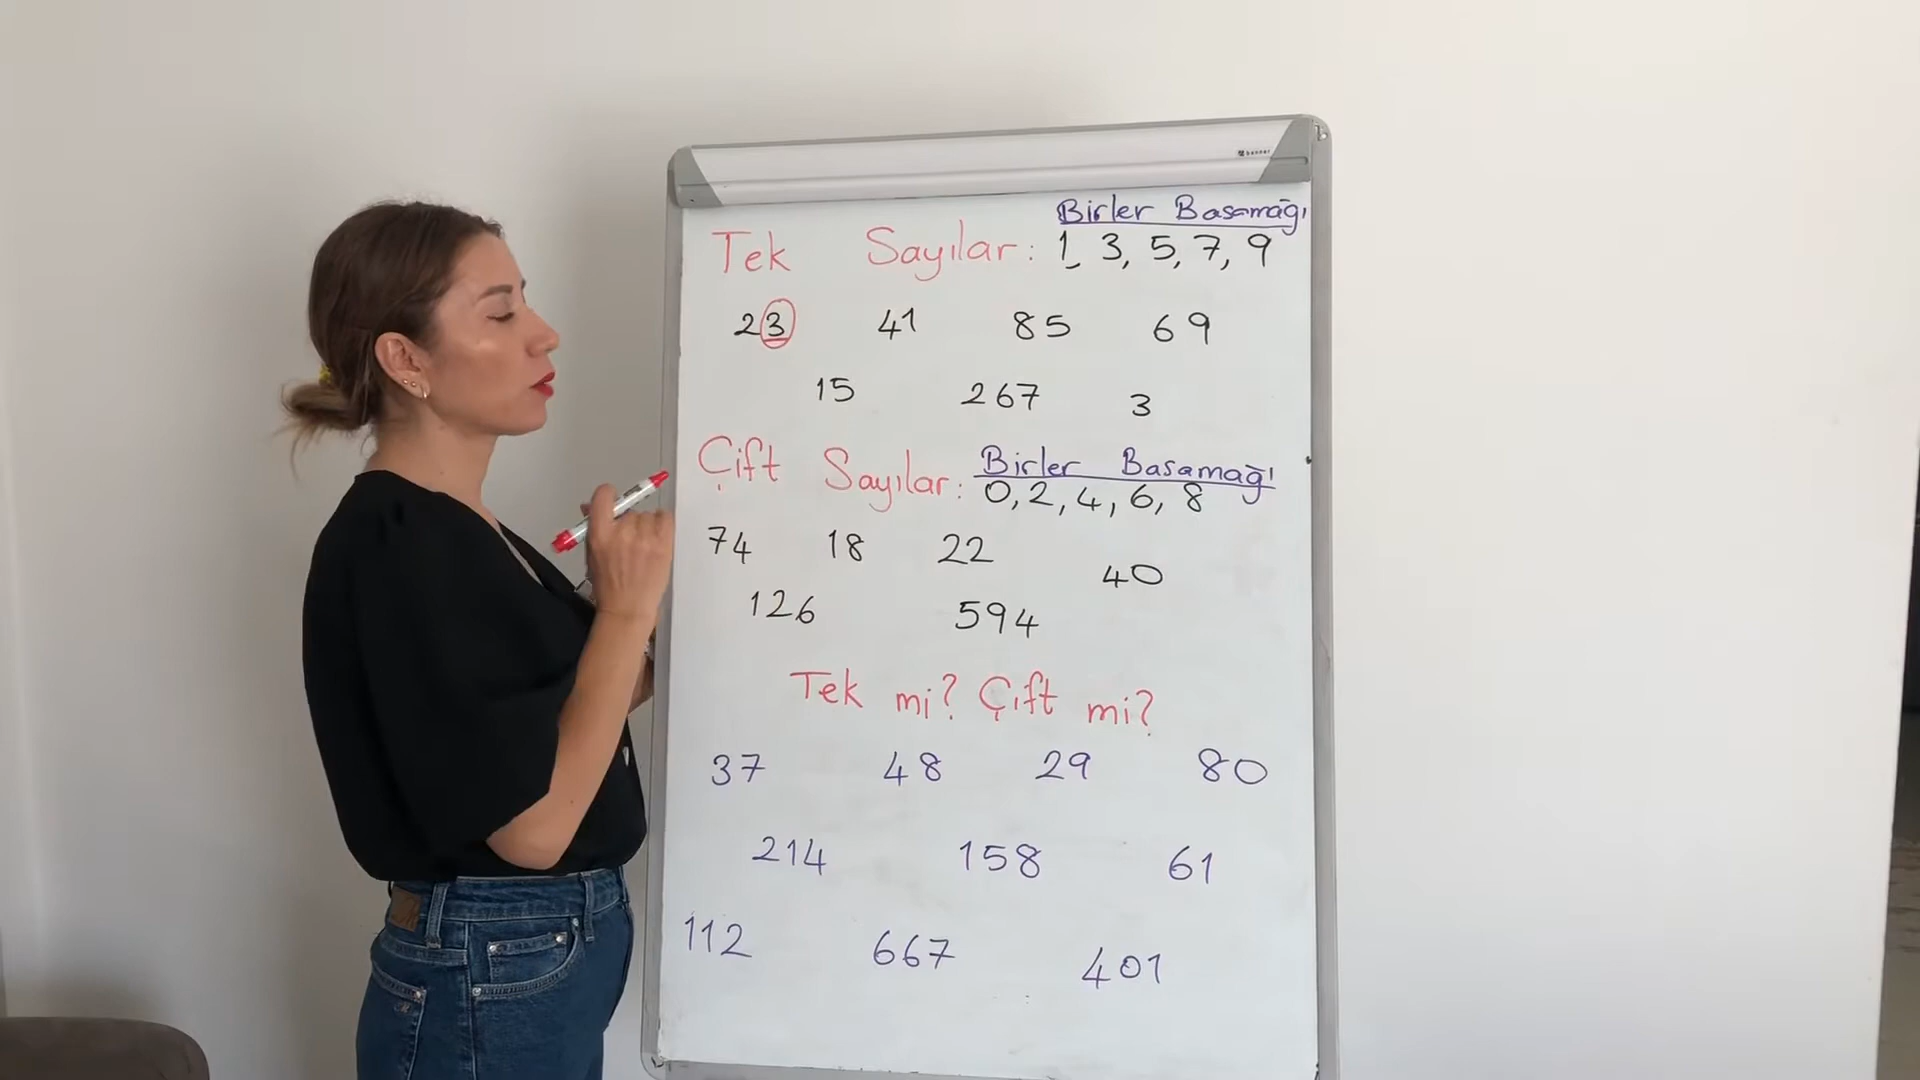 banner
Birler Basamağı
Tek Sayılar: 1, 3, 5, 7, 9
23 41 85 69
15 267 3
Birler Basamağı
Çift Sayılar: 0, 2, 4, 6, 8
74 18 22 40
126 594
Tek mi? Çift mi?
37 48 29 80
214 158 61
112 667 401